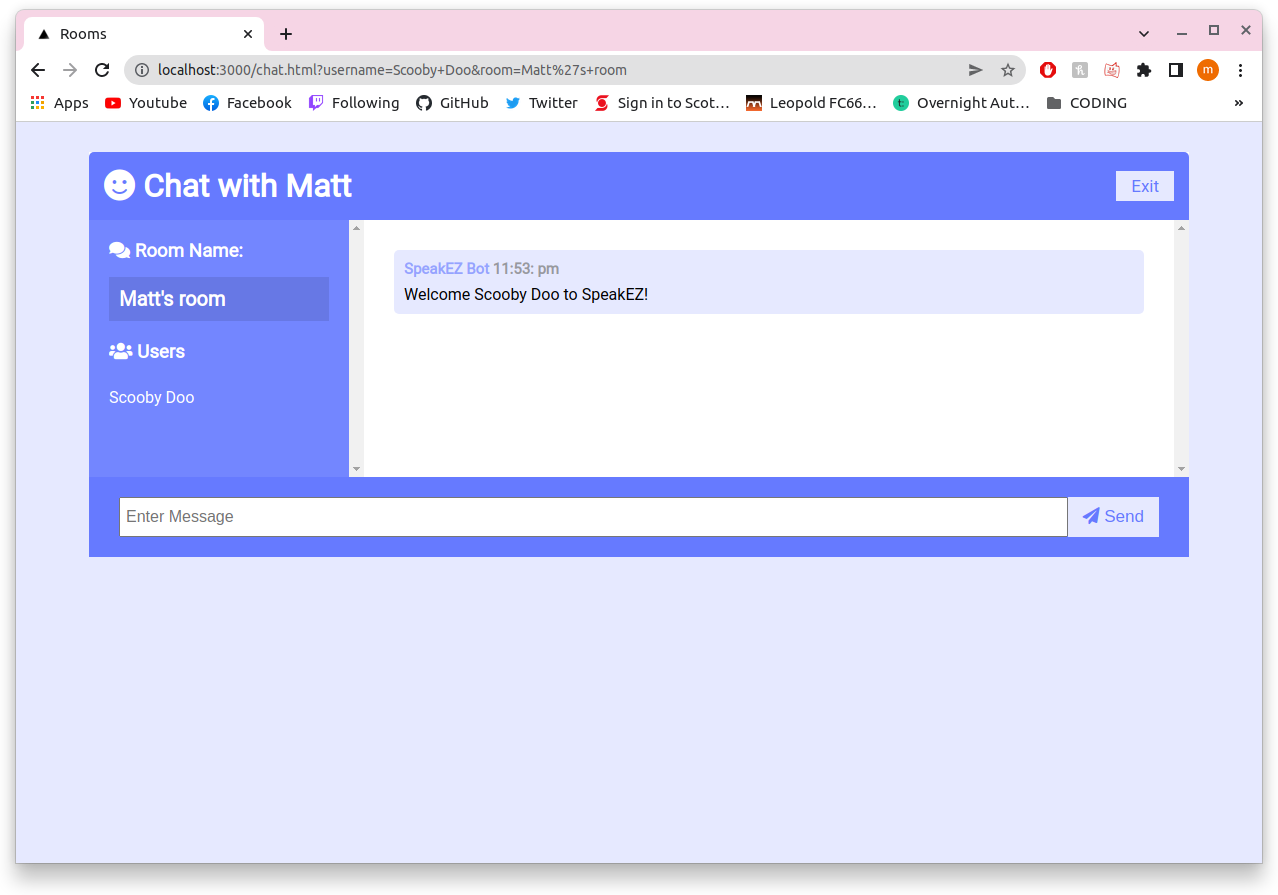 Rooms
localhost:3000/chat.html?username=Scooby+Doo&room=Matt%27s+room
m
Apps Youtube Facebook Following GitHub Twitter Sign in to Scot… Leopold FC66… Overnight Aut… CODING »
Chat with Matt
Exit
Room Name:
Matt's room
Users
Scooby Doo
SpeakEZ Bot 11:53: pm
Welcome Scooby Doo to SpeakEZ!
Enter Message
Send